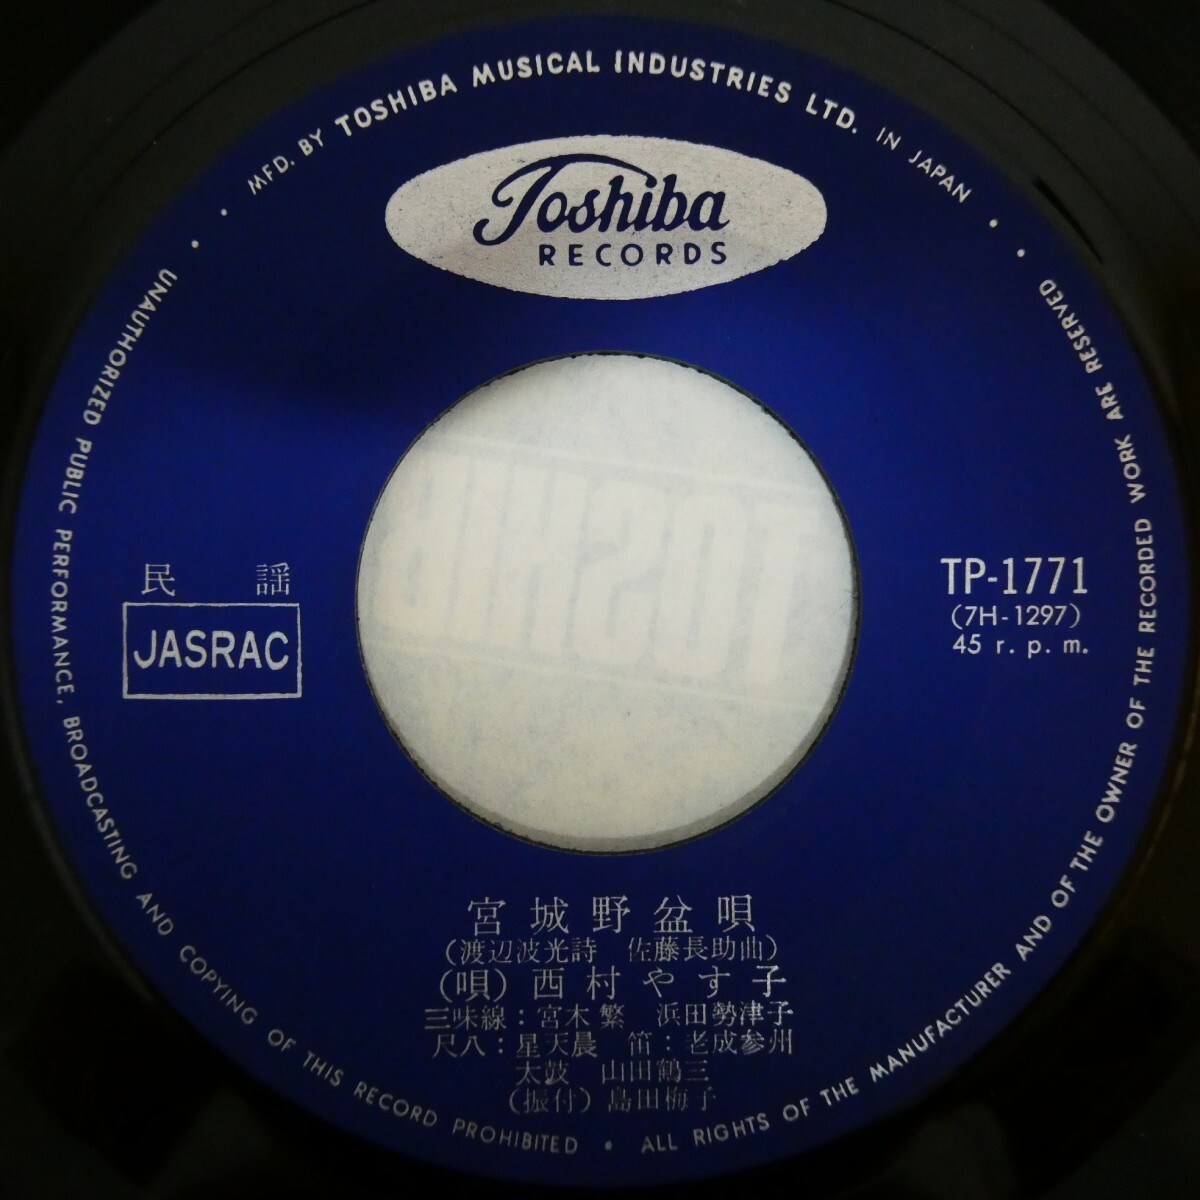 MFD. BY TOSHIBA MUSICAL INDUSTRIES LTD. IN JAPAN
Toshiba
RECORDS
民謡
JASRAC
TP-1771
(7H-1297)
45 r. p. m.
宮城野盆唄
(渡辺波光詩 佐藤長助曲)
(唄) 西村やす子
三味線：宮木繁 浜田勢津子
尺八：星天晨 笛：老成参州
太鼓 山田鶴三
(振付) 島田梅子
UNAUTHORIZED PUBLIC PERFORMANCE, BROADCASTING AND COPYING OF THIS RECORD PROHIBITED • ALL RIGHTS OF THE MANUFACTURER AND OF THE OWNER OF THE RECORDED WORK ARE RESERVED